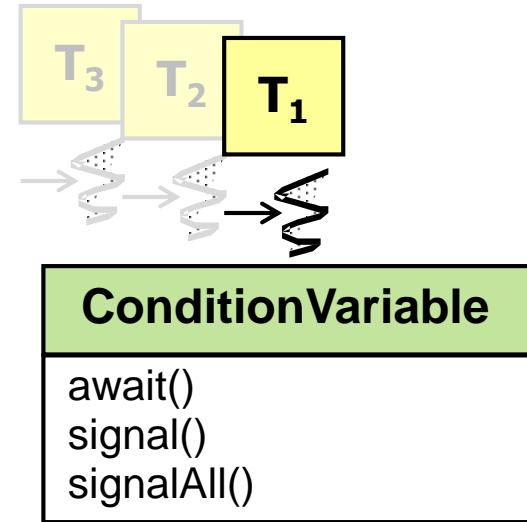 T3
T2
T1
ConditionVariable
await()
signal()
signalAll()